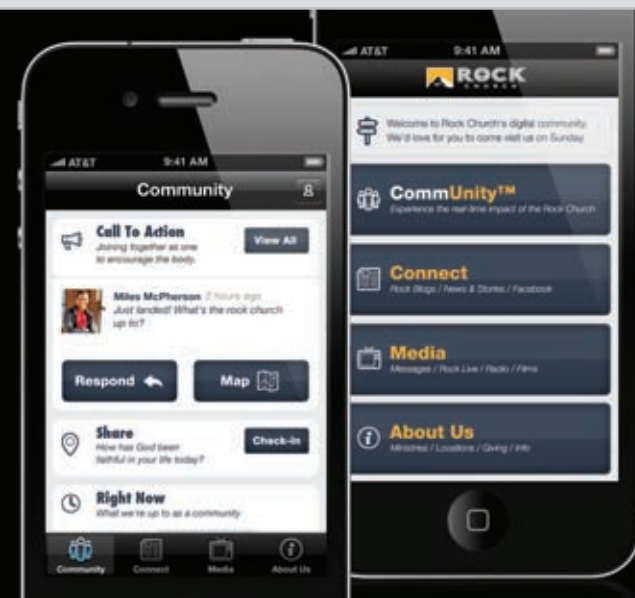 AT&T 9:41 AM
Community
Call To Action
Joining together as one
to encourage the body.
View All
Miles McPherson 2 hours ago
Just landed! What's the rock church
up to?
Respond
Map
Share
How has God been
faithful in your life today?
Check-in
Right Now
What we're up to as a community
Community Connect Media About Us
AT&T 9:41 AM
ROCK
CHURCH
Welcome to Rock Church's digital community.
We'd love for you to come visit us on Sunday
CommUnity™
Experience the real-time impact of the Rock Church
Connect
Rock Blogs / News & Stories / Facebook
Media
Messages / Rock Live / Radio / Films
About Us
Ministries / Locations / Giving / Info